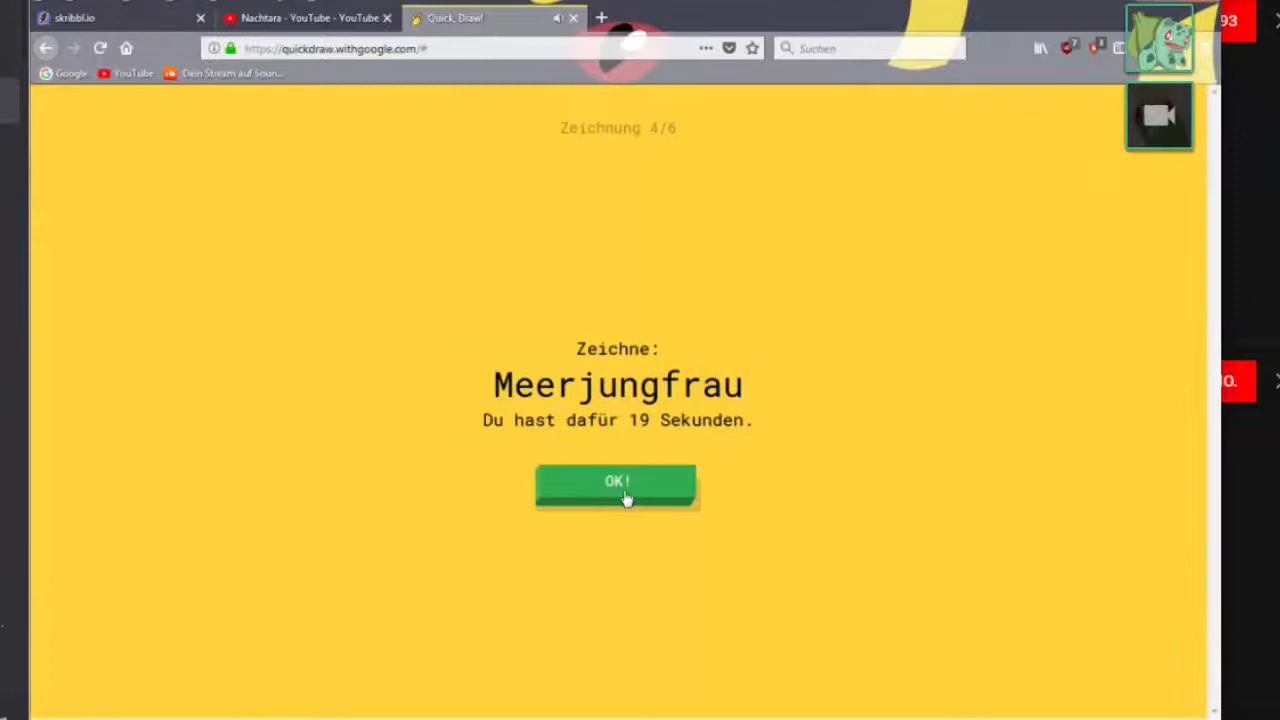 skribbl.io
Nachtara - YouTube - YouTube
Quick, Draw!
https://quickdraw.withgoogle.com/#
Suchen
7
Google
YouTube
Dein Stream auf Soun...
93
Zeichnung 4/6
Zeichne:
Meerjungfrau
Du hast dafür 19 Sekunden.
OK!